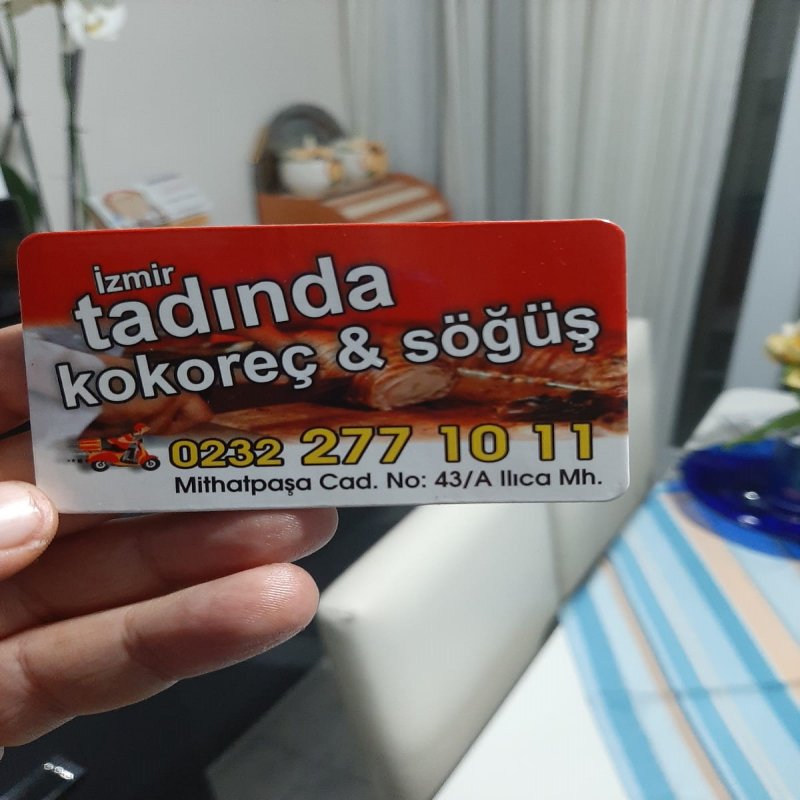 İzmir
tadında
kokoreç & söğüş
0232 277 10 11
Mithatpaşa Cad. No: 43/A Ilıca Mh.